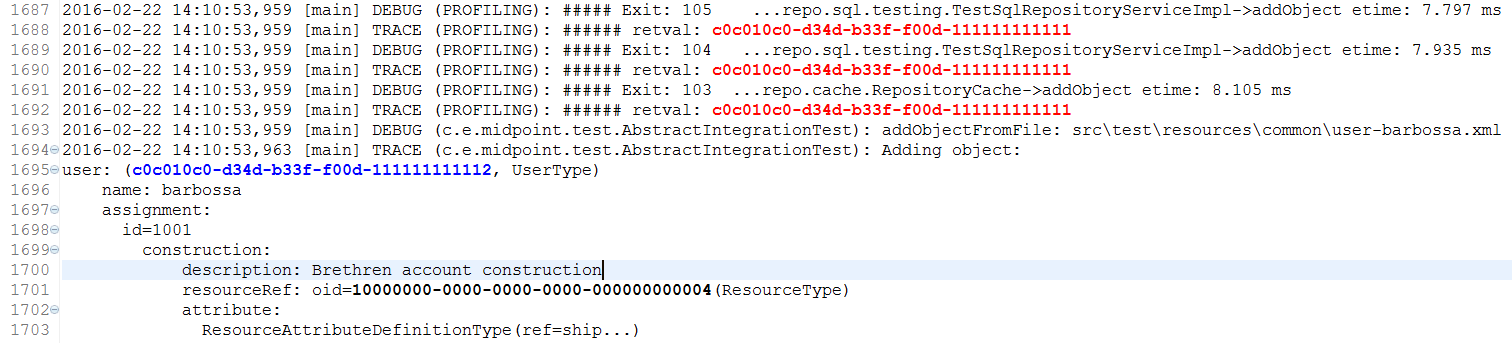 1687 2016-02-22 14:10:53,959 [main] DEBUG (PROFILING): ##### Exit: 105    ...repo.sql.testing.TestSqlRepositoryServiceImpl->addObject etime: 7.797 ms
1688 2016-02-22 14:10:53,959 [main] TRACE (PROFILING): ###### retval: c0c010c0-d34d-b33f-f00d-111111111111
1689 2016-02-22 14:10:53,959 [main] DEBUG (PROFILING): ##### Exit: 104   ...repo.sql.testing.TestSqlRepositoryServiceImpl->addObject etime: 7.935 ms
1690 2016-02-22 14:10:53,959 [main] TRACE (PROFILING): ###### retval: c0c010c0-d34d-b33f-f00d-111111111111
1691 2016-02-22 14:10:53,959 [main] DEBUG (PROFILING): ##### Exit: 103  ...repo.cache.RepositoryCache->addObject etime: 8.105 ms
1692 2016-02-22 14:10:53,959 [main] TRACE (PROFILING): ###### retval: c0c010c0-d34d-b33f-f00d-111111111111
1693 2016-02-22 14:10:53,959 [main] DEBUG (c.e.midpoint.test.AbstractIntegrationTest): addObjectFromFile: src\test\resources\common\user-barbossa.xml
1694 2016-02-22 14:10:53,963 [main] TRACE (c.e.midpoint.test.AbstractIntegrationTest): Adding object:
1695 user: (c0c010c0-d34d-b33f-f00d-111111111112, UserType)
1696     name: barbossa
1697     assignment:
1698       id=1001
1699         construction:
1700             description: Brethren account construction
1701             resourceRef: oid=10000000-0000-0000-0000-000000000004(ResourceType)
1702             attribute:
1703               ResourceAttributeDefinitionType(ref=ship...)